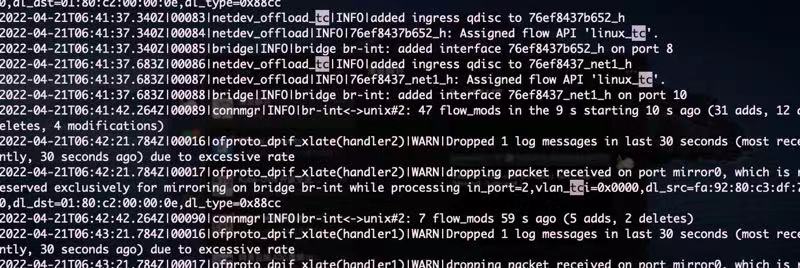 0,dl_dst=01:80:c2:00:00:0e,dl_type=0x88cc
2022-04-21T06:41:37.340Z|00083|netdev_offload_tc|INFO|added ingress qdisc to 76ef8437b652_h
2022-04-21T06:41:37.340Z|00084|netdev_offload|INFO|76ef8437b652_h: Assigned flow API 'linux_tc'.
2022-04-21T06:41:37.340Z|00085|bridge|INFO|bridge br-int: added interface 76ef8437b652_h on port 8
2022-04-21T06:41:37.683Z|00086|netdev_offload_tc|INFO|added ingress qdisc to 76ef8437_net1_h
2022-04-21T06:41:37.683Z|00087|netdev_offload|INFO|76ef8437_net1_h: Assigned flow API 'linux_tc'.
2022-04-21T06:41:37.683Z|00088|bridge|INFO|bridge br-int: added interface 76ef8437_net1_h on port 10
2022-04-21T06:41:42.264Z|00089|connmgr|INFO|br-int<->unix#2: 47 flow_mods in the 9 s starting 10 s ago (31 adds, 12 d
eletes, 4 modifications)
2022-04-21T06:42:21.784Z|00016|ofproto_dpif_xlate(handler2)|WARN|Dropped 1 log messages in last 30 seconds (most rece
ntly, 30 seconds ago) due to excessive rate
2022-04-21T06:42:21.784Z|00017|ofproto_dpif_xlate(handler2)|WARN|dropping packet received on port mirror0, which is r
eserved exclusively for mirroring on bridge br-int while processing in_port=2,vlan_tci=0x0000,dl_src=fa:92:80:c3:df:7
0,dl_dst=01:80:c2:00:00:0e,dl_type=0x88cc
2022-04-21T06:42:42.264Z|00090|connmgr|INFO|br-int<->unix#2: 7 flow_mods 59 s ago (5 adds, 2 deletes)
2022-04-21T06:43:21.784Z|00016|ofproto_dpif_xlate(handler1)|WARN|Dropped 1 log messages in last 30 seconds (most rece
ntly, 30 seconds ago) due to excessive rate
2022-04-21T06:43:21.784Z|00017|ofproto_dpif_xlate(handler1)|WARN|dropping packet received on port mirror0, which is r